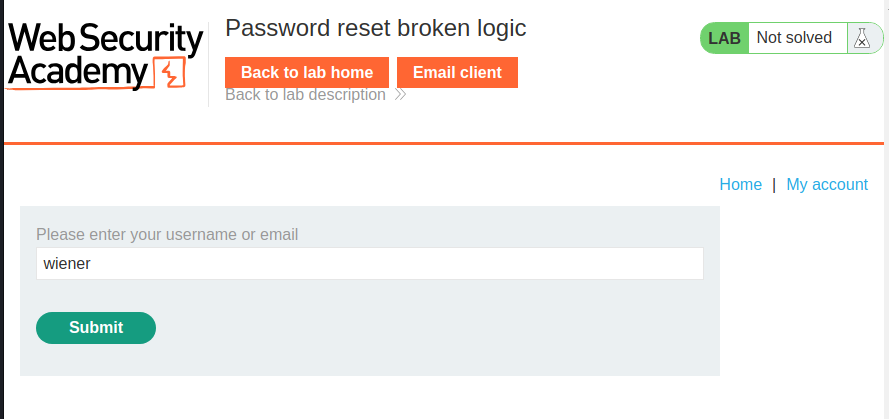 Web Security
Academy
Password reset broken logic
Back to lab home
Email client
Back to lab description
LAB
Not solved
Home | My account
Please enter your username or email
wiener
Submit